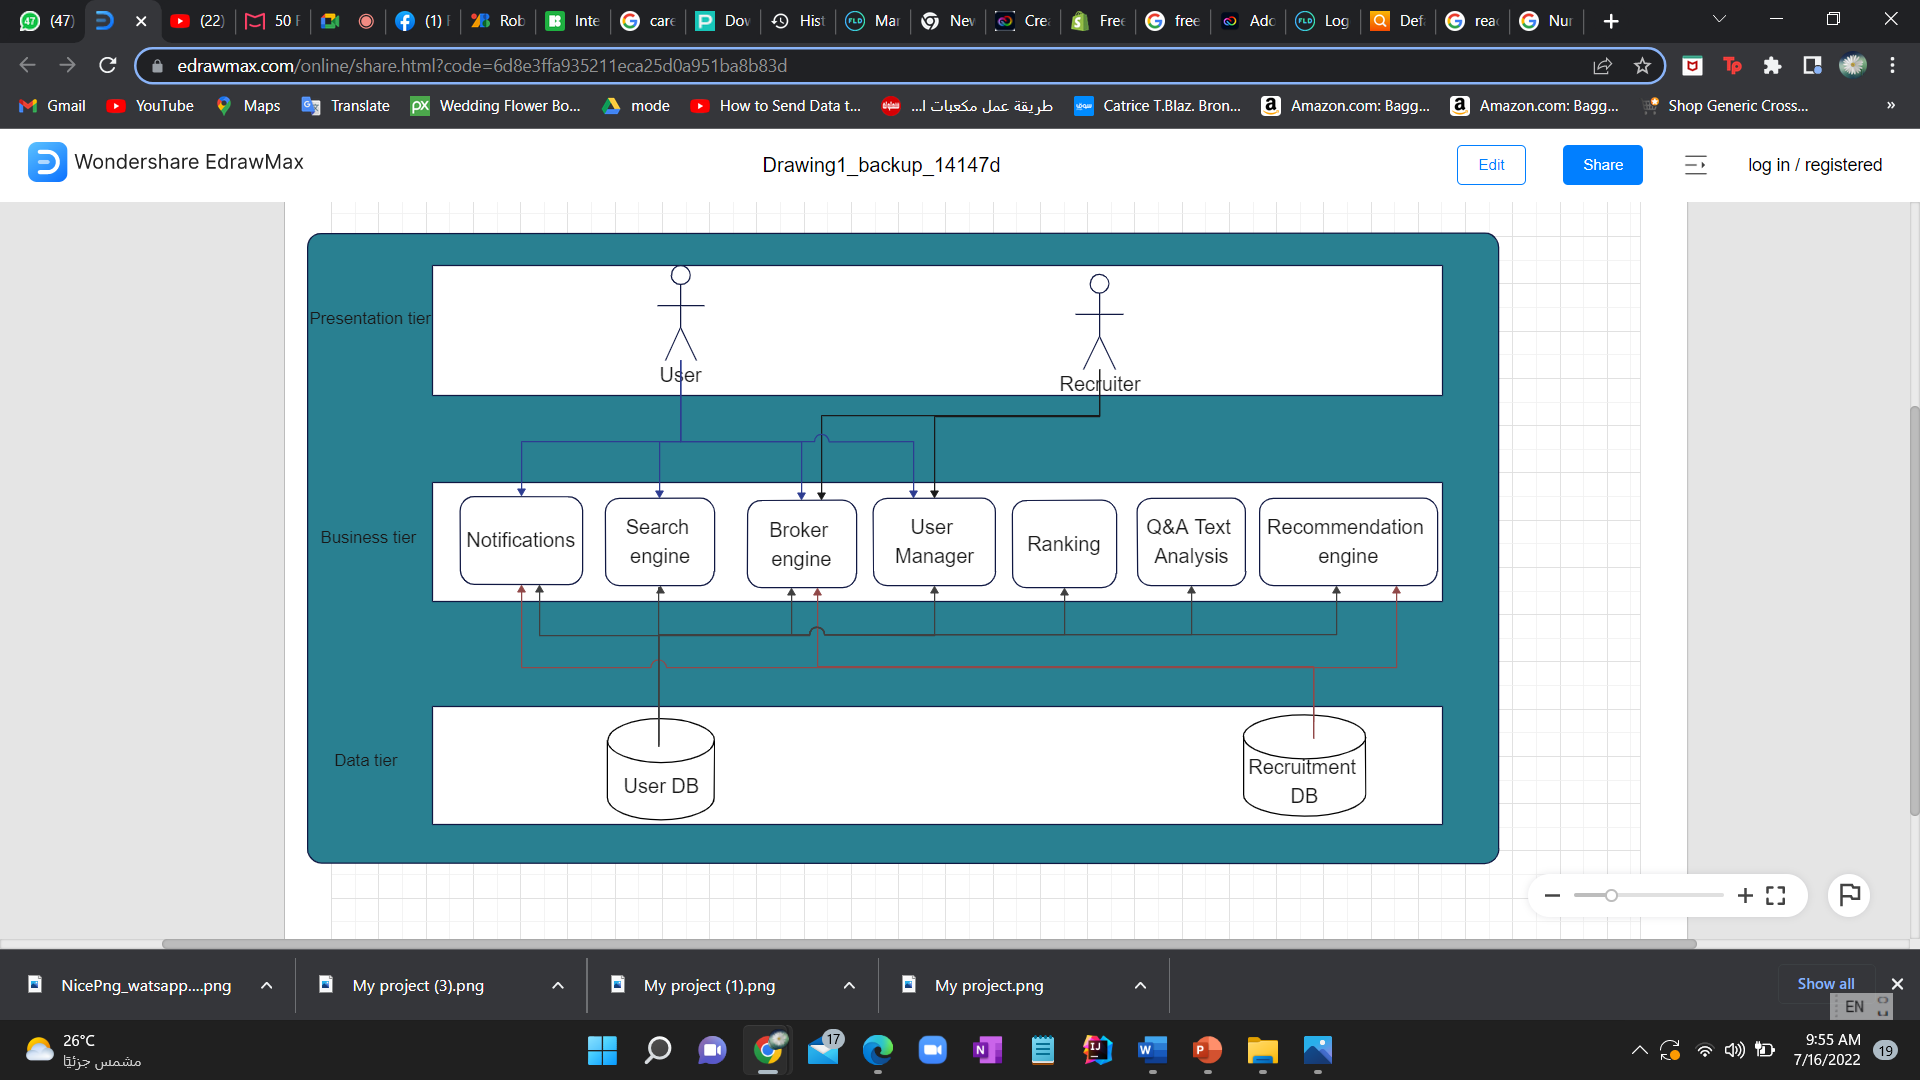 (47)
(22)
50 F
(1) F
Rob
Inte
care
Dov
Hist
Mar
Nev
Crea
Free
free
Ado
Log
Defa
reac
Nur
edrawmax.com/online/share.html?code=6d8e3ffa935211eca25d0a951ba8b83d
Gmail
YouTube
Maps
Translate
Wedding Flower Bo...
mode
How to Send Data t...
طريقة عمل مكعبات ا...
Catrice T.Blaz. Bron...
Amazon.com: Bagg...
Amazon.com: Bagg...
Shop Generic Cross...
Wondershare EdrawMax
Drawing1_backup_14147d
Edit
Share
log in / registered
Presentation tier
User
Recruiter
Business tier
Notifications
Search
engine
Broker
engine
User
Manager
Ranking
Q&A Text
Analysis
Recommendation
engine
Data tier
User DB
Recruitment
DB
NicePng_watsapp....png
My project (3).png
My project (1).png
My project.png
Show all
EN
26°C
مشمس جزئيًا
17
9:55 AM
7/16/2022
19